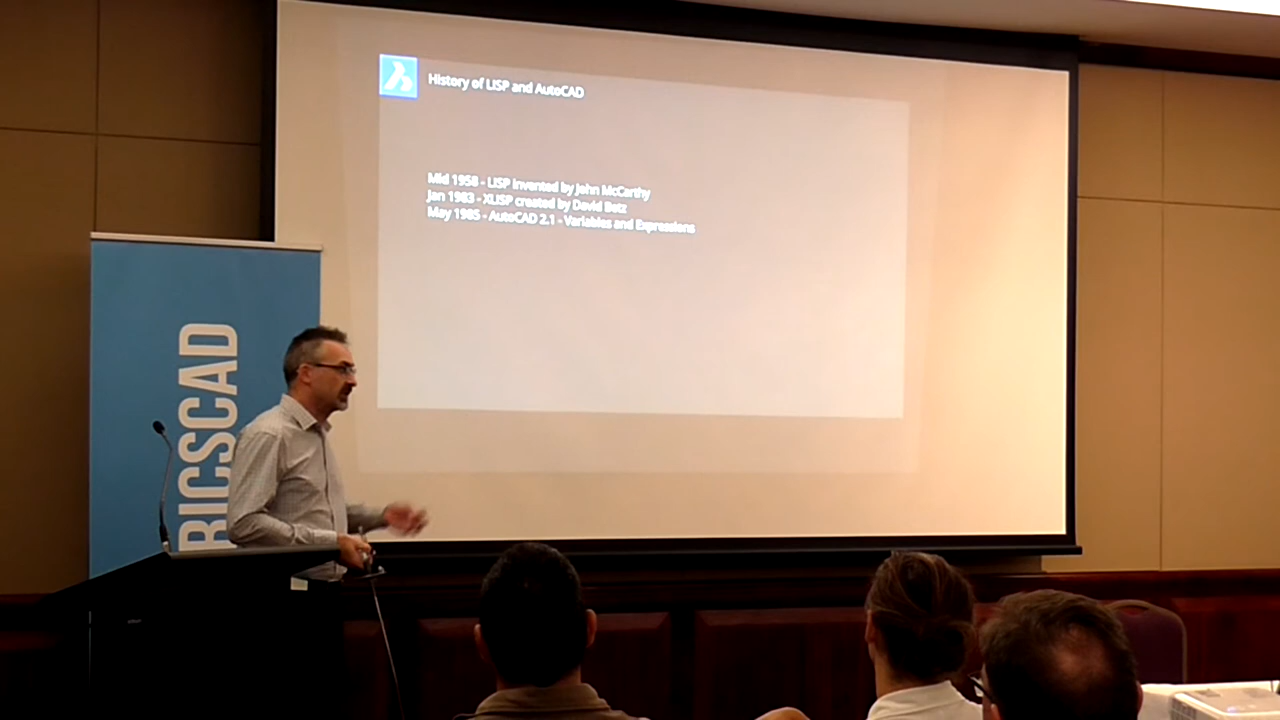 History of LISP and AutoCAD
Mid 1958 - LISP invented by John McCarthy
Jan 1983 - XLISP created by David Betz
May 1985 - AutoCAD 2.1 - Variables and Expressions
BRICSCAD